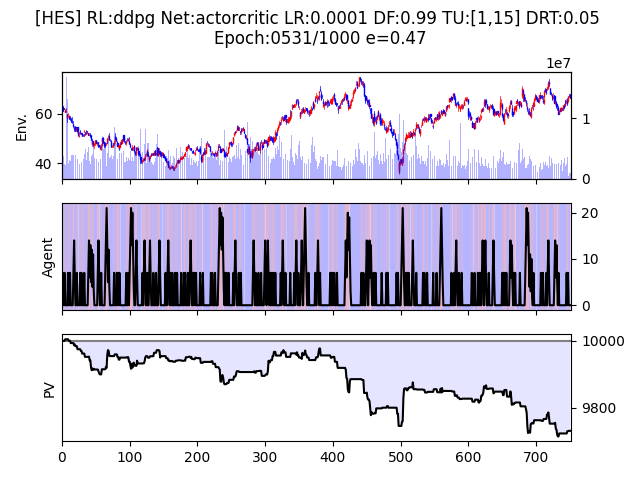 [HES] RL:ddpg Net:actorcritic LR:0.0001 DF:0.99 TU:[1,15] DRT:0.05
Epoch:0531/1000 e=0.47
1e7
Env.
60
40
1
0
Agent
20
10
0
PV
10000
9800
0 100 200 300 400 500 600 700